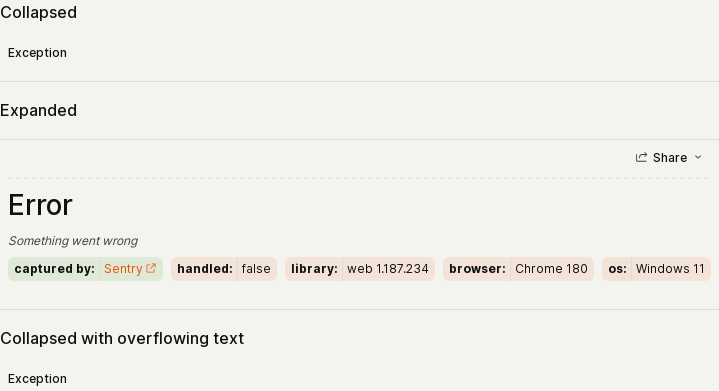 Collapsed
Exception
Expanded
Share
Error
Something went wrong
captured by: Sentry handled: false library: web 1.187.234 browser: Chrome 180 os: Windows 11
Collapsed with overflowing text
Exception